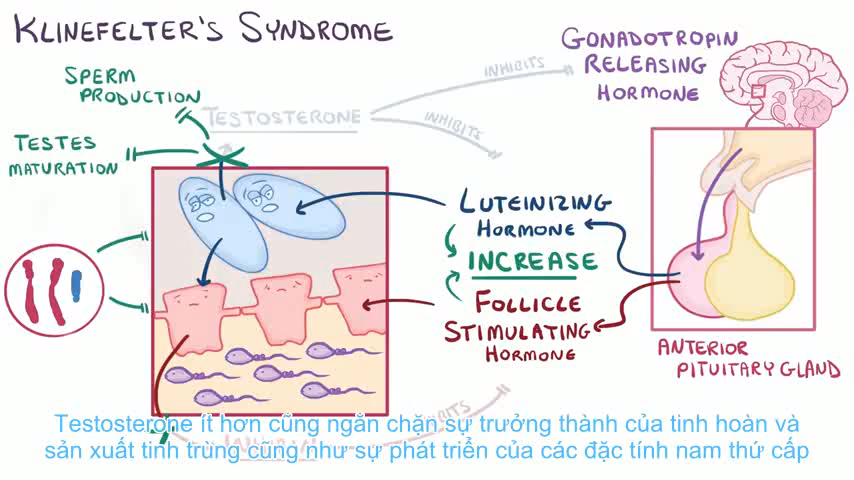 KLINEFELTER'S SYNDROME
GONADOTROPIN
RELEASING
HORMONE
SPERM
PRODUCTION
TESTOSTERONE
INHIBITS
INHIBITS
TESTES
MATURATION
LUTEINIZING
HORMONE
INCREASE
FOLLICLE
STIMULATING
HORMONE
ANTERIOR
PITUITARY GLAND
Testosterone ít hơn cũng ngăn chặn sự trưởng thành của tinh hoàn và
sản xuất tinh trùng cũng như sự phát triển của các đặc tính nam thứ cấp